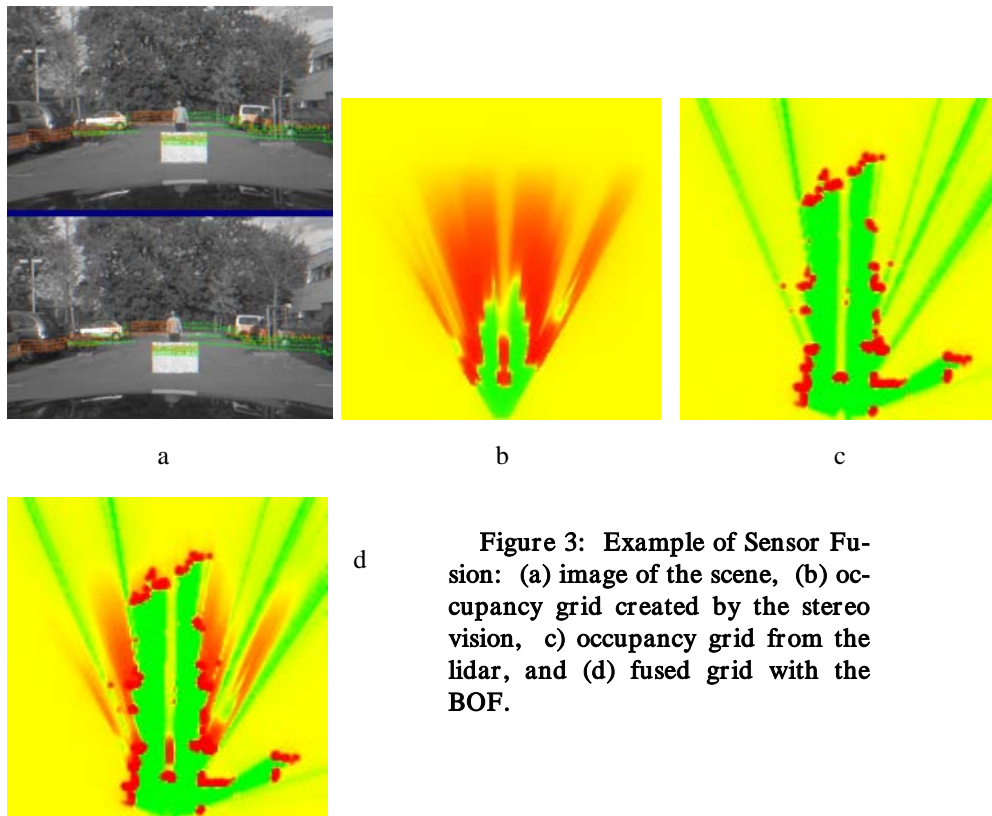 a
b
c
d
Figure 3: Example of Sensor Fu-
sion: (a) image of the scene, (b) oc-
cupancy grid created by the stereo
vision, c) occupancy grid from the
lidar, and (d) fused grid with the
BOF.